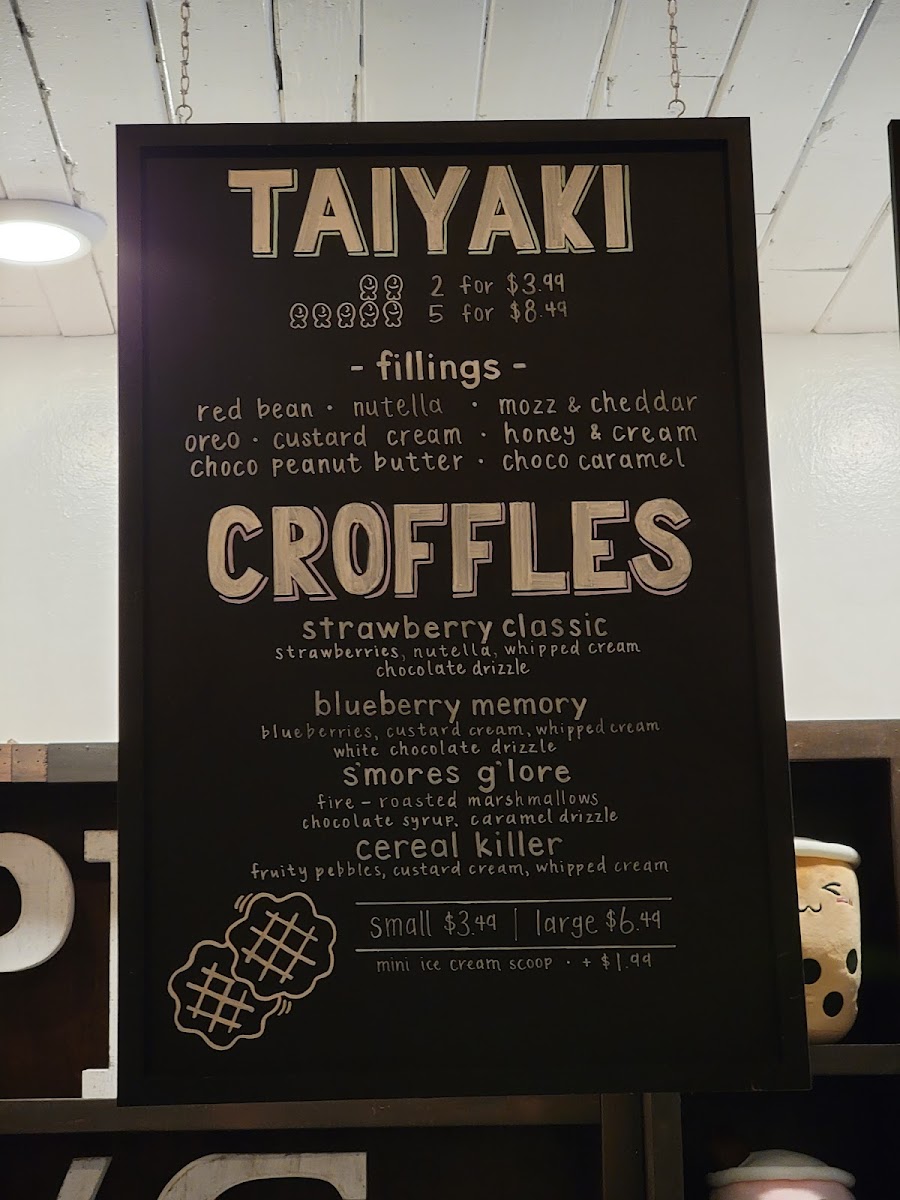 TAIYAKI
2 for $3.99
5 for $8.49
- fillings -
red bean · nutella · mozz & cheddar
oreo · custard cream · honey & cream
choco peanut butter · choco caramel
CROFFLES
strawberry classic
strawberries, nutella, whipped cream
chocolate drizzle
blueberry memory
blueberries, custard cream, whipped cream
white chocolate drizzle
s'mores g'lore
fire - roasted marshmallows
chocolate syrup, caramel drizzle
cereal killer
fruity pebbles, custard cream, whipped cream
small $3.49 | large $6.49
mini ice cream scoop · + $1.99